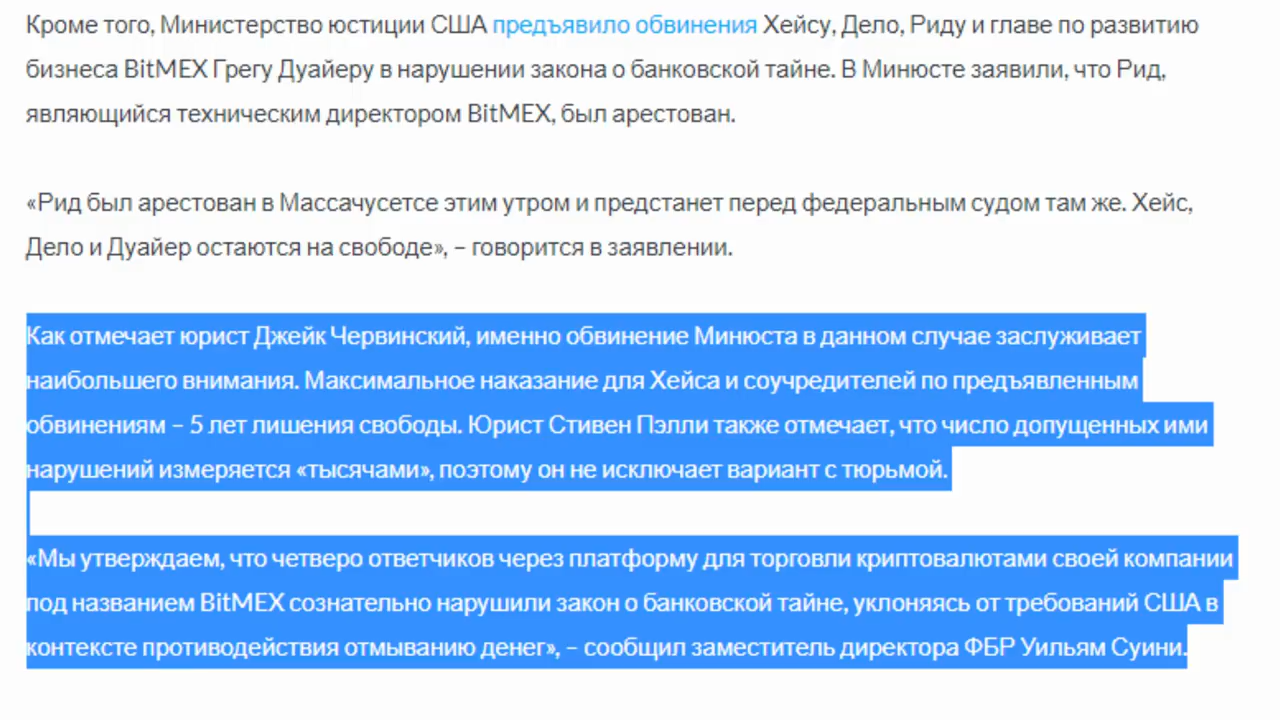 Кроме того, Министерство юстиции США предъявило обвинения Хейсу, Дело, Риду и главе по развитию
бизнеса BitMEX Грегу Дуайеру в нарушении закона о банковской тайне. В Минюсте заявили, что Рид,
являющийся техническим директором BitMEX, был арестован.
«Рид был арестован в Массачусетсе этим утром и предстанет перед федеральным судом там же. Хейс,
Дело и Дуайер остаются на свободе», – говорится в заявлении.
Как отмечает юрист Джейк Червинский, именно обвинение Минюста в данном случае заслуживает
наибольшего внимания. Максимальное наказание для Хейса и соучредителей по предъявленным
обвинениям – 5 лет лишения свободы. Юрист Стивен Пэлли также отмечает, что число допущенных ими
нарушений измеряется «тысячами», поэтому он не исключает вариант с тюрьмой.
«Мы утверждаем, что четверо ответчиков через платформу для торговли криптовалютами своей компании
под названием BitMEX сознательно нарушили закон о банковской тайне, уклоняясь от требований США в
контексте противодействия отмыванию денег», – сообщил заместитель директора ФБР Уильям Суини.